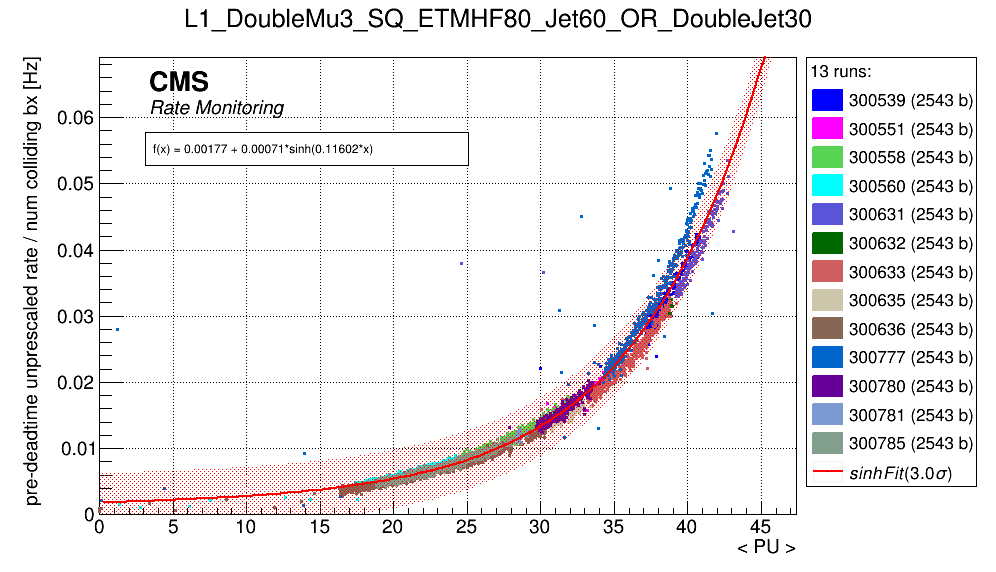 L1_DoubleMu3_SQ_ETMHF80_Jet60_OR_DoubleJet30
pre-deadtime unprescaled rate / num colliding bx [Hz]
CMS
Rate Monitoring
f(x) = 0.00177 + 0.00071*sinh(0.11602*x)
0.06
0.05
0.04
0.03
0.02
0.01
0
0 5 10 15 20 25 30 35 40 45
< PU >
13 runs:
300539 (2543 b)
300551 (2543 b)
300558 (2543 b)
300560 (2543 b)
300631 (2543 b)
300632 (2543 b)
300633 (2543 b)
300635 (2543 b)
300636 (2543 b)
300777 (2543 b)
300780 (2543 b)
300781 (2543 b)
300785 (2543 b)
sinhFit(3.0σ)